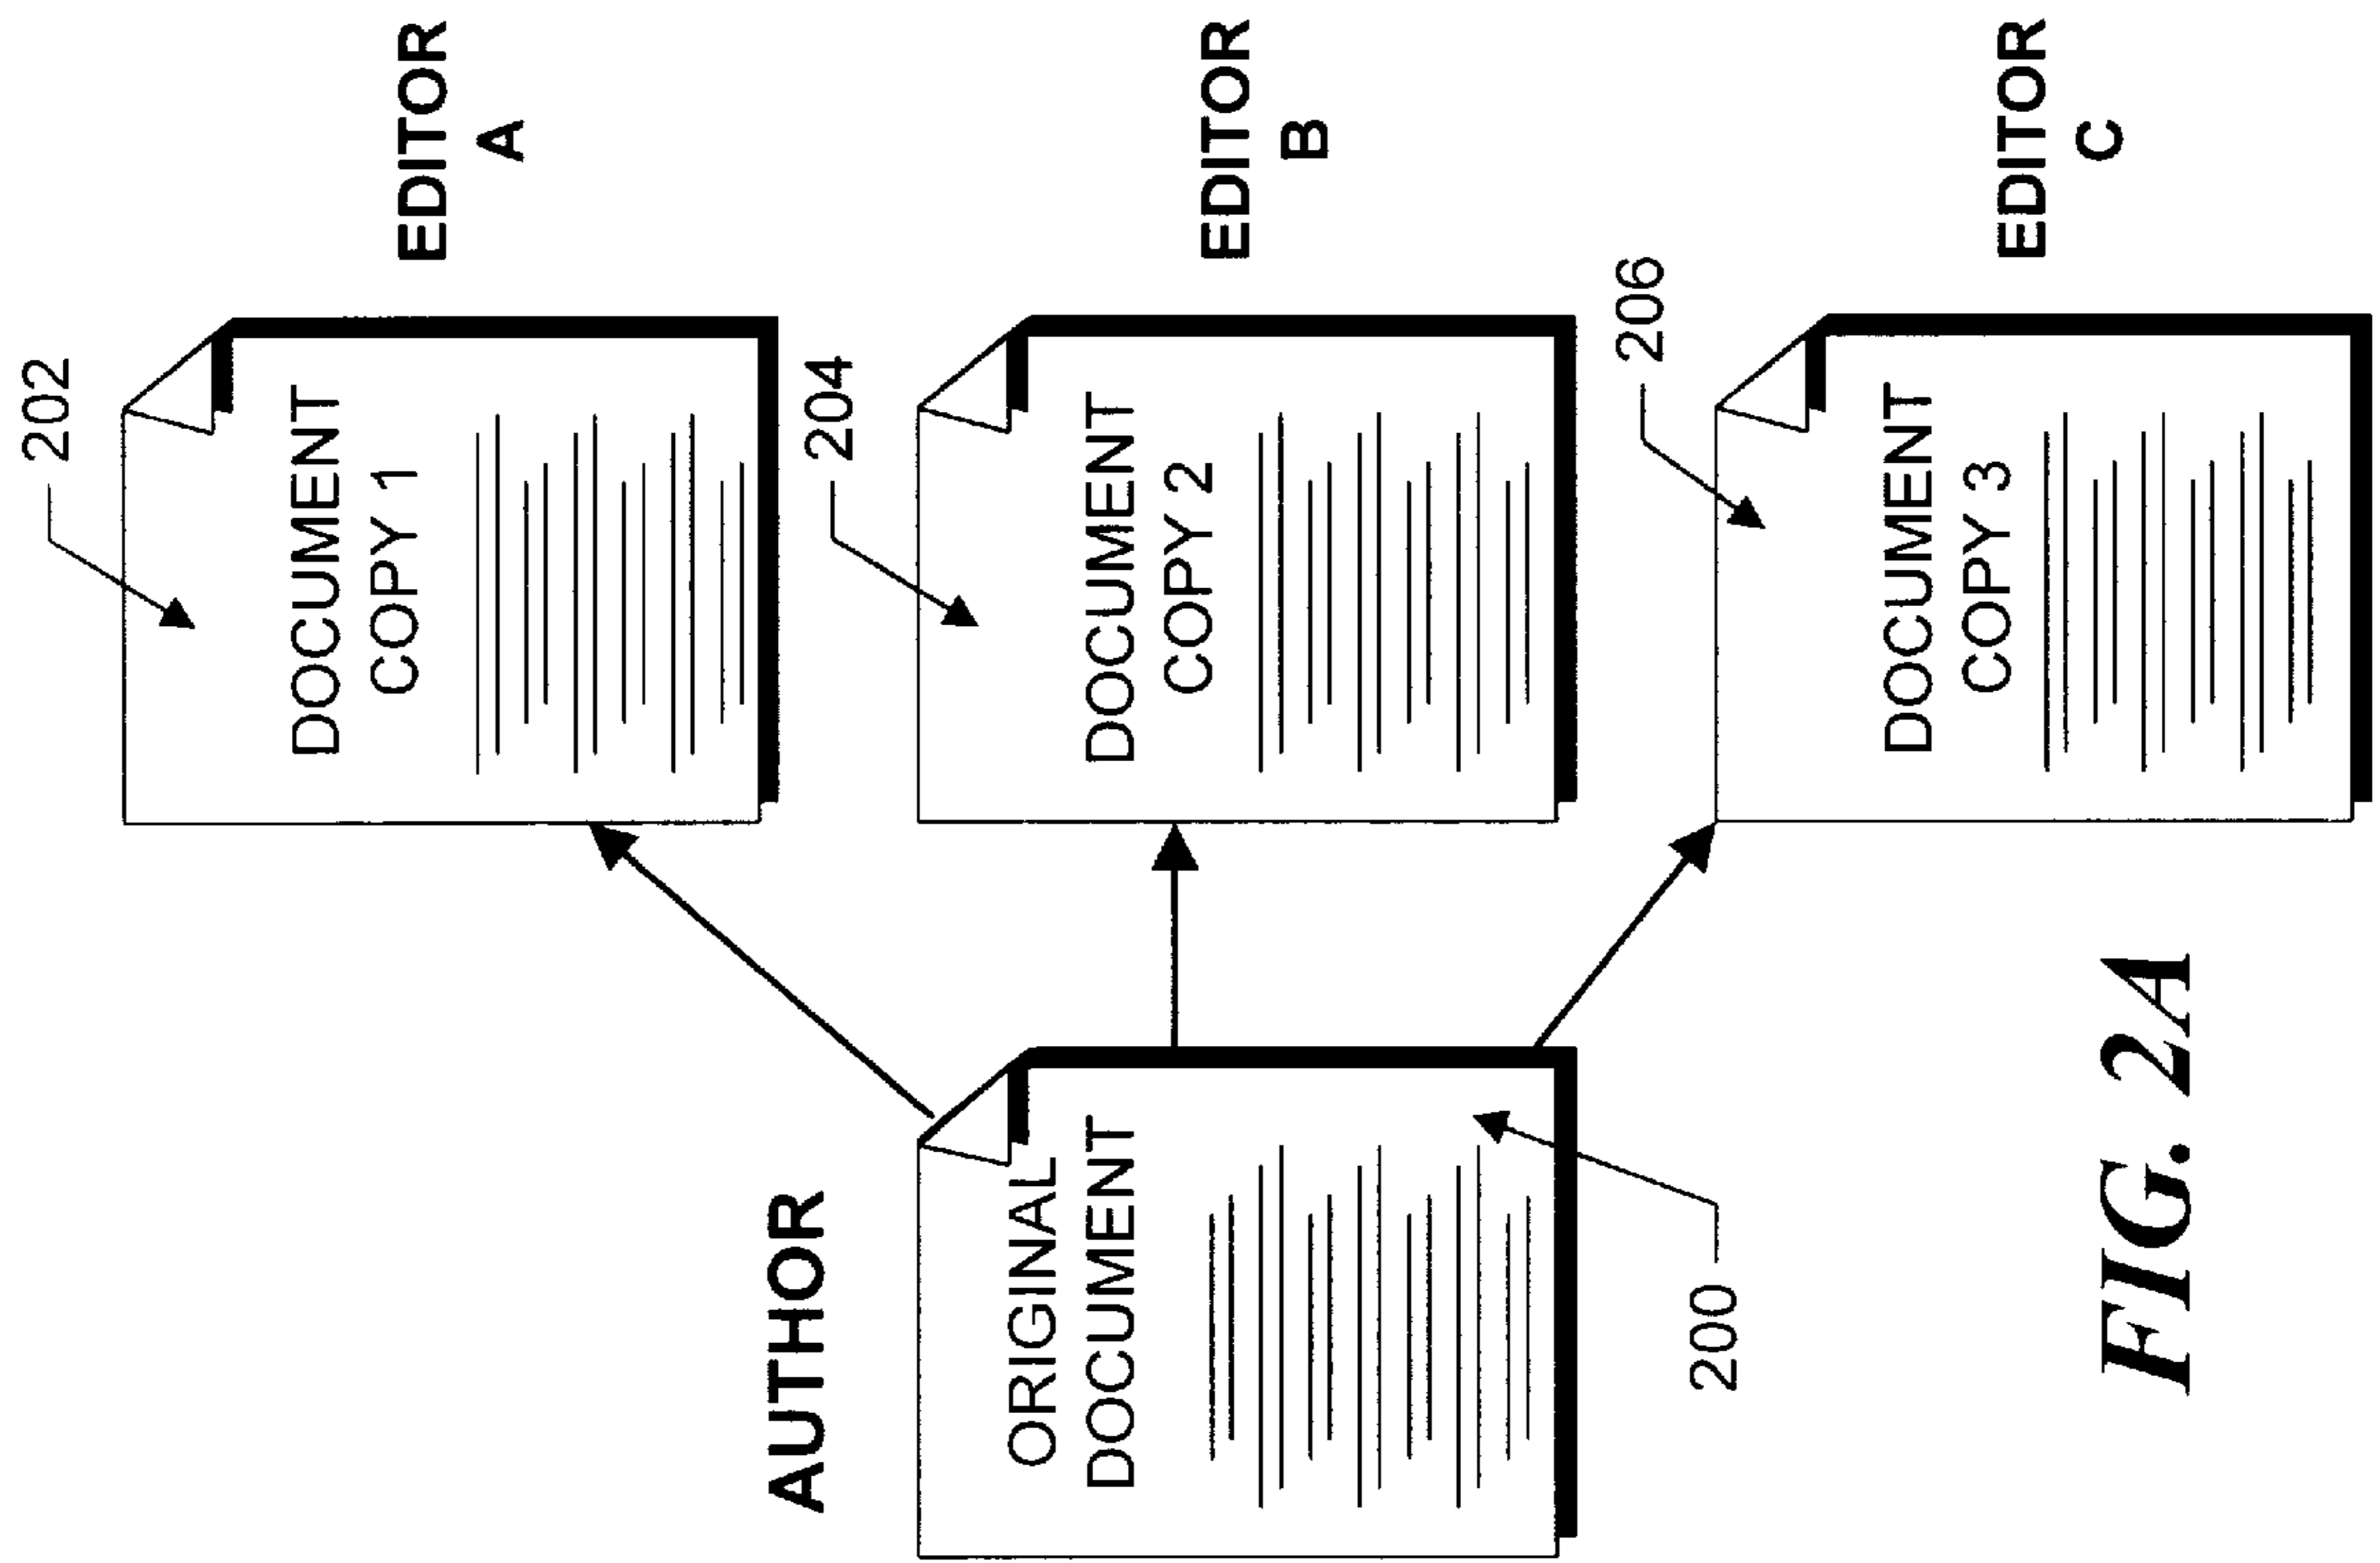 202
DOCUMENT
COPY 1
EDITOR
A
AUTHOR
ORIGINAL
DOCUMENT
200
204
DOCUMENT
COPY 2
EDITOR
B
206
DOCUMENT
COPY 3
EDITOR
C
FIG. 2A